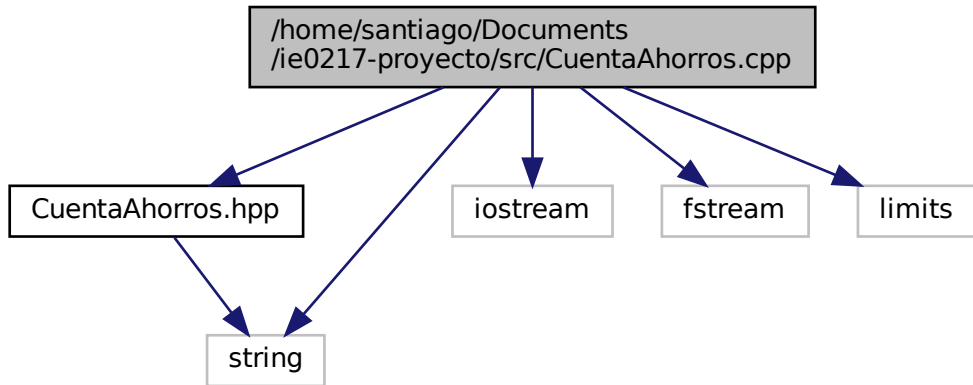 /home/santiago/Documents
/ie0217-proyecto/src/CuentaAhorros.cpp
CuentaAhorros.hpp
iostream
fstream
limits
string